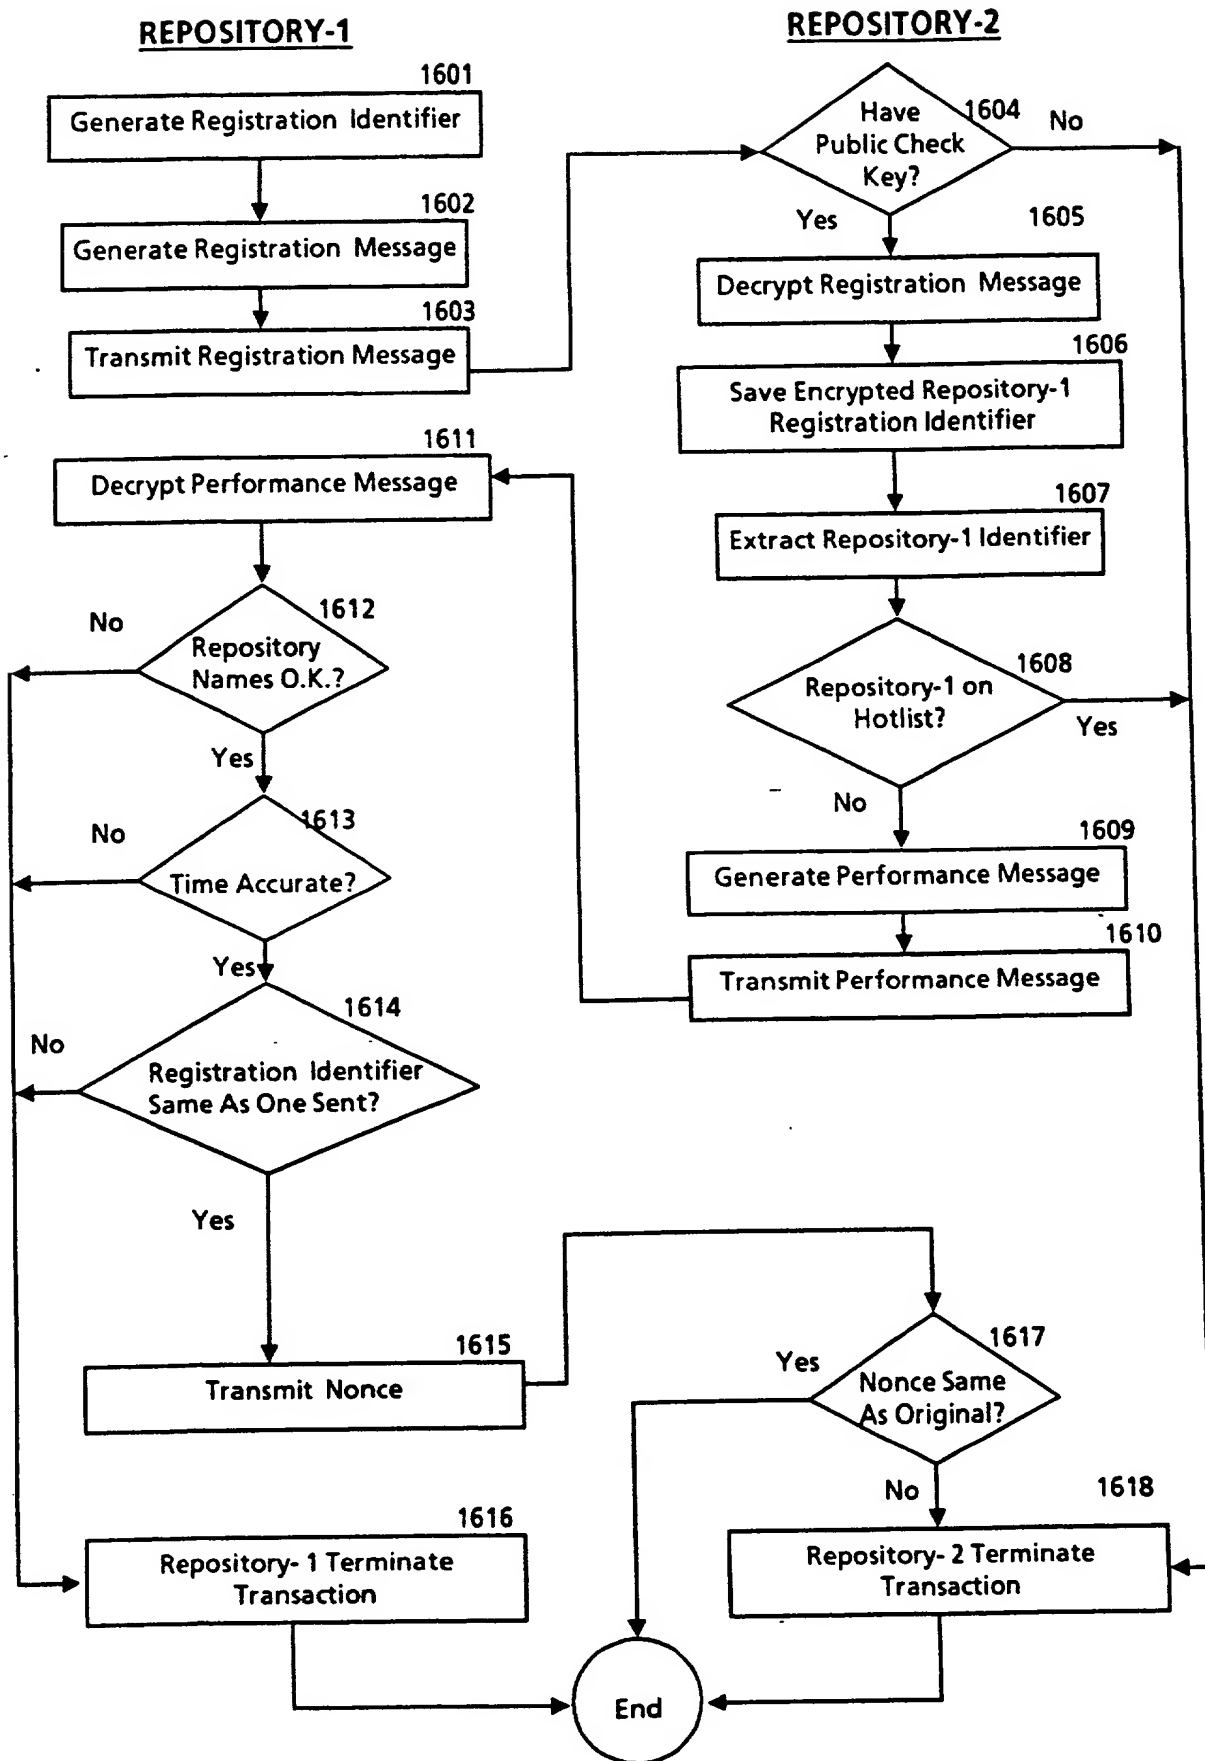 REPOSITORY-1
1601
Generate Registration Identifier
1602
Generate Registration Message
1603
Transmit Registration Message
1611
Decrypt Performance Message
1612
No
Repository
Names O.K.?
Yes
1613
No
Time Accurate?
Yes
1614
No
Registration Identifier
Same As One Sent?
Yes
1615
Transmit Nonce
1616
Repository- 1 Terminate
Transaction
REPOSITORY-2
1604
Have
Public Check
Key?
No
Yes
1605
Decrypt Registration Message
1606
Save Encrypted Repository-1
Registration Identifier
1607
Extract Repository-1 Identifier
1608
Repository-1 on
Hotlist?
Yes
No
1609
Generate Performance Message
1610
Transmit Performance Message
1617
Yes
Nonce Same
As Original?
No
1618
Repository- 2 Terminate
Transaction
End